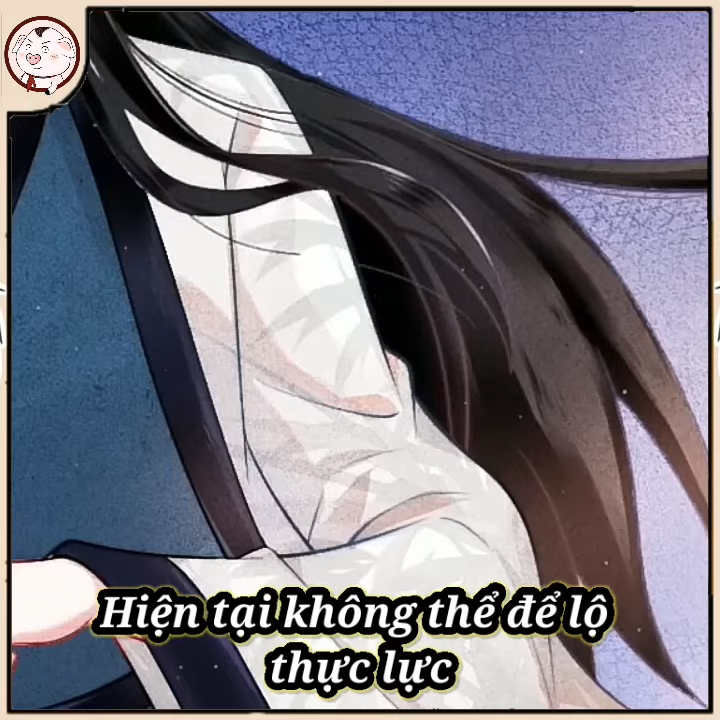 Hiện tại không thể để lộ
thực lực